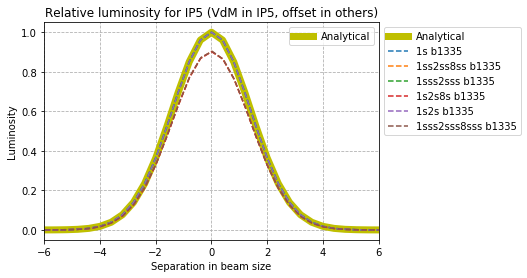 Relative luminosity for IP5 (VdM in IP5, offset in others)
Analytical
Analytical
1s b1335
1ss2ss8ss b1335
1sss2sss b1335
1s2s8s b1335
1s2s b1335
1sss2sss8sss b1335
Luminosity
1.0
0.8
0.6
0.4
0.2
0.0
−6
−4
−2
0
2
4
6
Separation in beam size